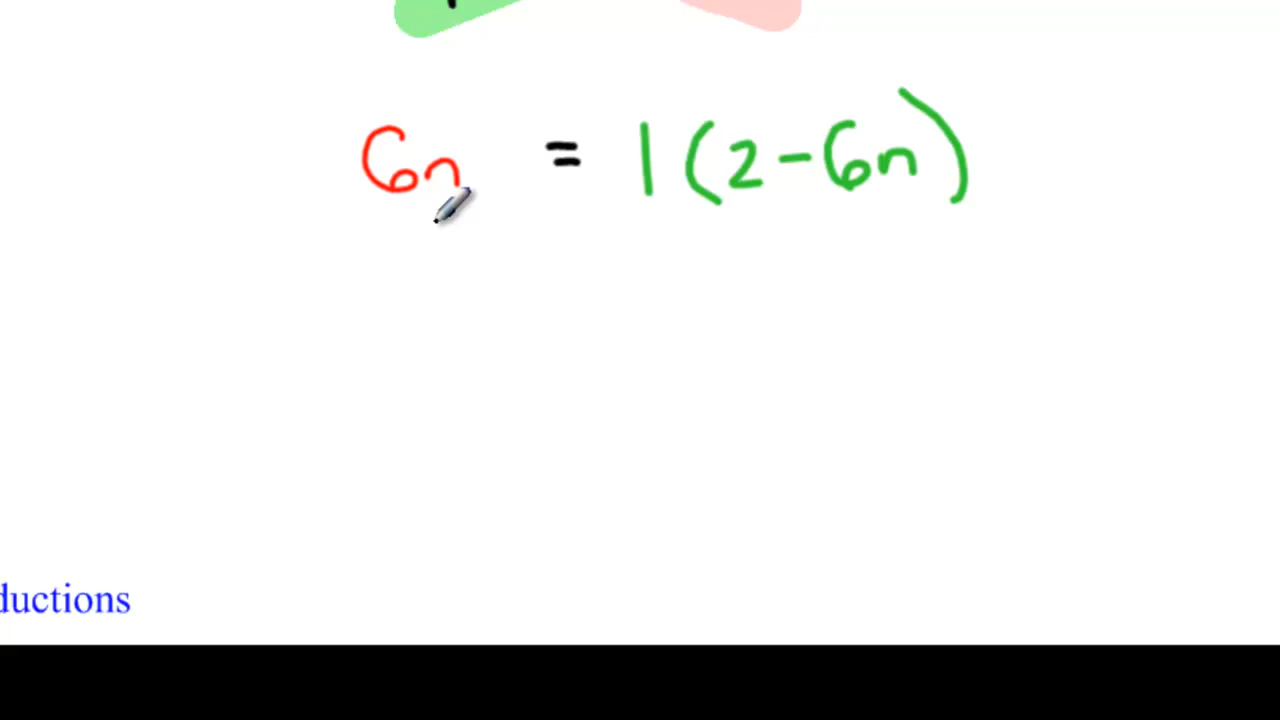 6n = 1(2-6n)
ductions